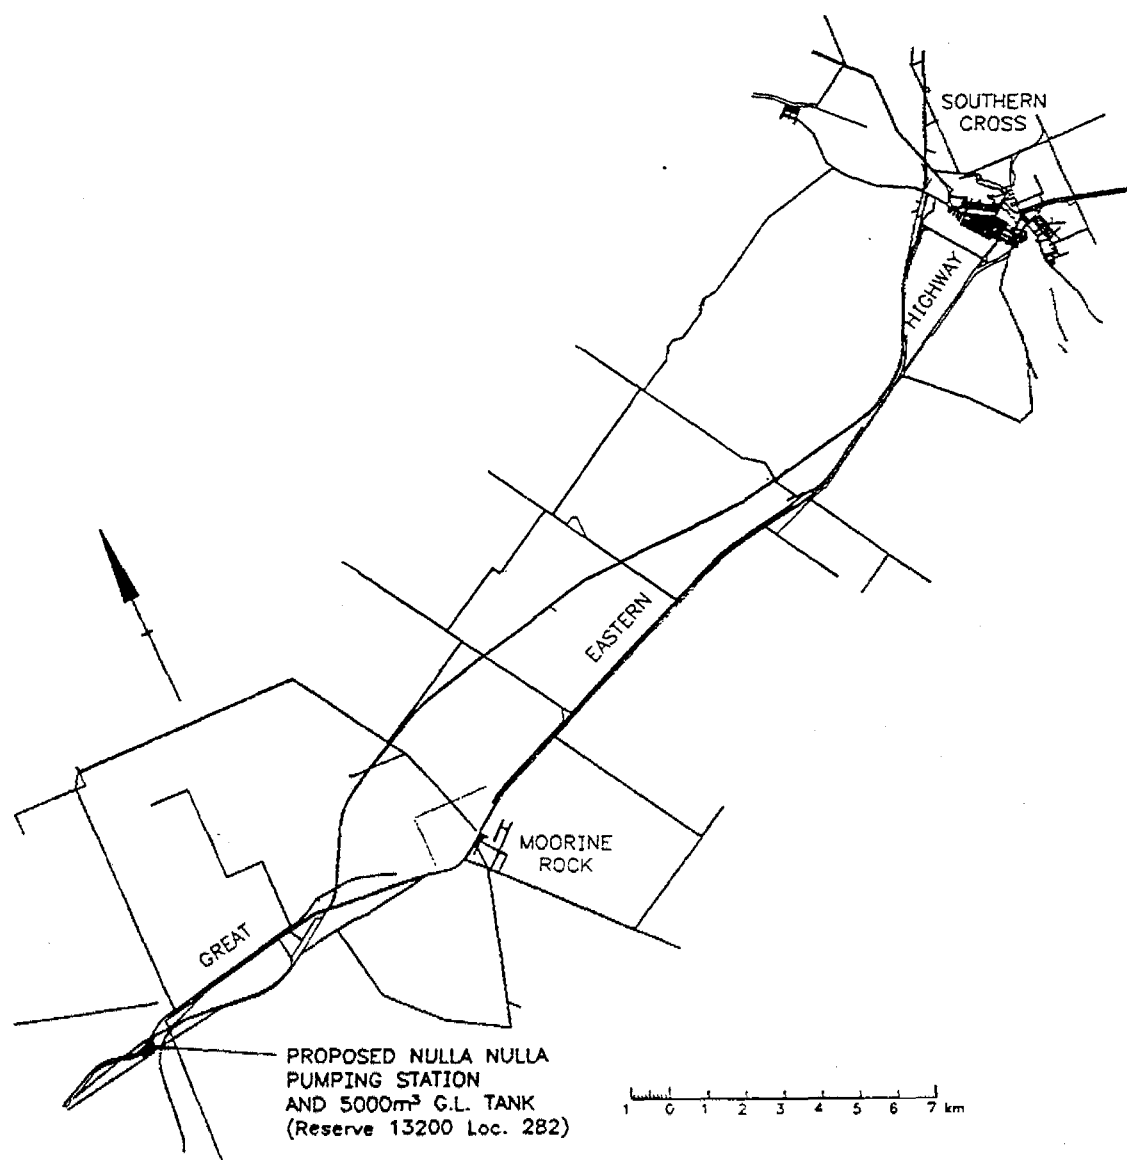 SOUTHERN
CROSS
HIGHWAY
EASTERN
MOORINE
ROCK
GREAT
PROPOSED NULLA NULLA
PUMPING STATION
AND 5000m³ G.L. TANK
(Reserve 13200 Loc. 282)
1 0 1 2 3 4 5 6 7 km